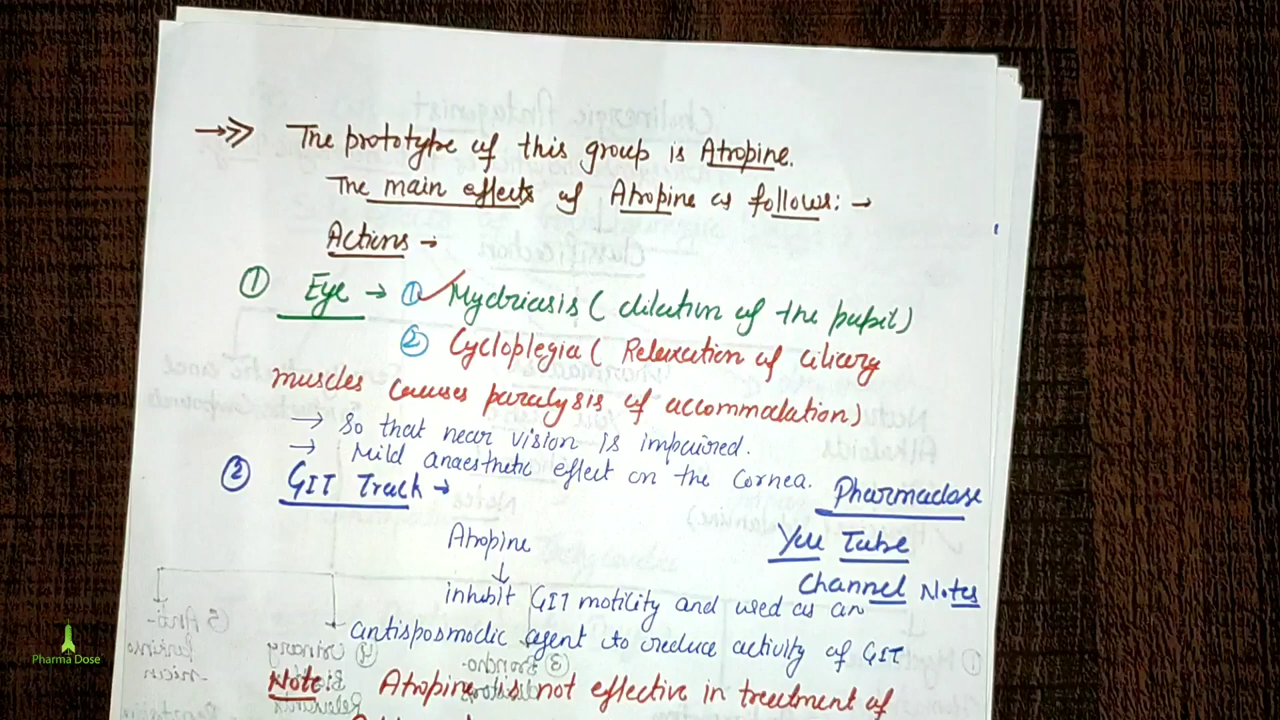 →≫ The prototype of this group is Atropine.
The main effects of Atropine as follows: →
Actions →
① Eye → ① Mydriasis ( dilution of the pupil)
② Cycloplegia ( Relaxation of ciliary
muscles causes paralysis of accommodation)
→ So that near vision is impaired.
→ Mild anaesthetic effect on the Cornea.
② GIT Track →
Pharmadose
You Tube
Channel Notes
Atropine
↓
inhibit GIT motility and used as an
antispasmodic agent to reduce activity of GIT
Note: Atropine is not effective in treatment of
Pharma Dose